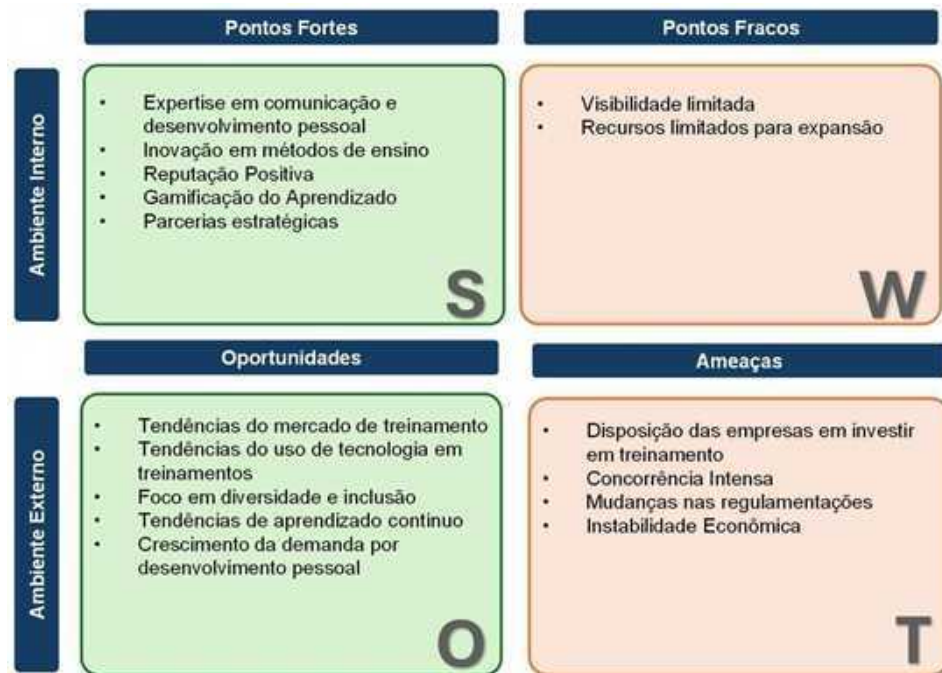 Pontos Fortes
Pontos Fracos
Ambiente Interno
• Expertise em comunicação e
desenvolvimento pessoal
• Inovação em métodos de ensino
• Reputação Positiva
• Gamificação do Aprendizado
• Parcerias estratégicas
S
• Visibilidade limitada
• Recursos limitados para expansão
W
Oportunidades
Ameaças
Ambiente Externo
• Tendências do mercado de treinamento
• Tendências do uso de tecnologia em
treinamentos
• Foco em diversidade e inclusão
• Tendências de aprendizado contínuo
• Crescimento da demanda por
desenvolvimento pessoal
O
• Disposição das empresas em investir
em treinamento
• Concorrência Intensa
• Mudanças nas regulamentações
• Instabilidade Econômica
T